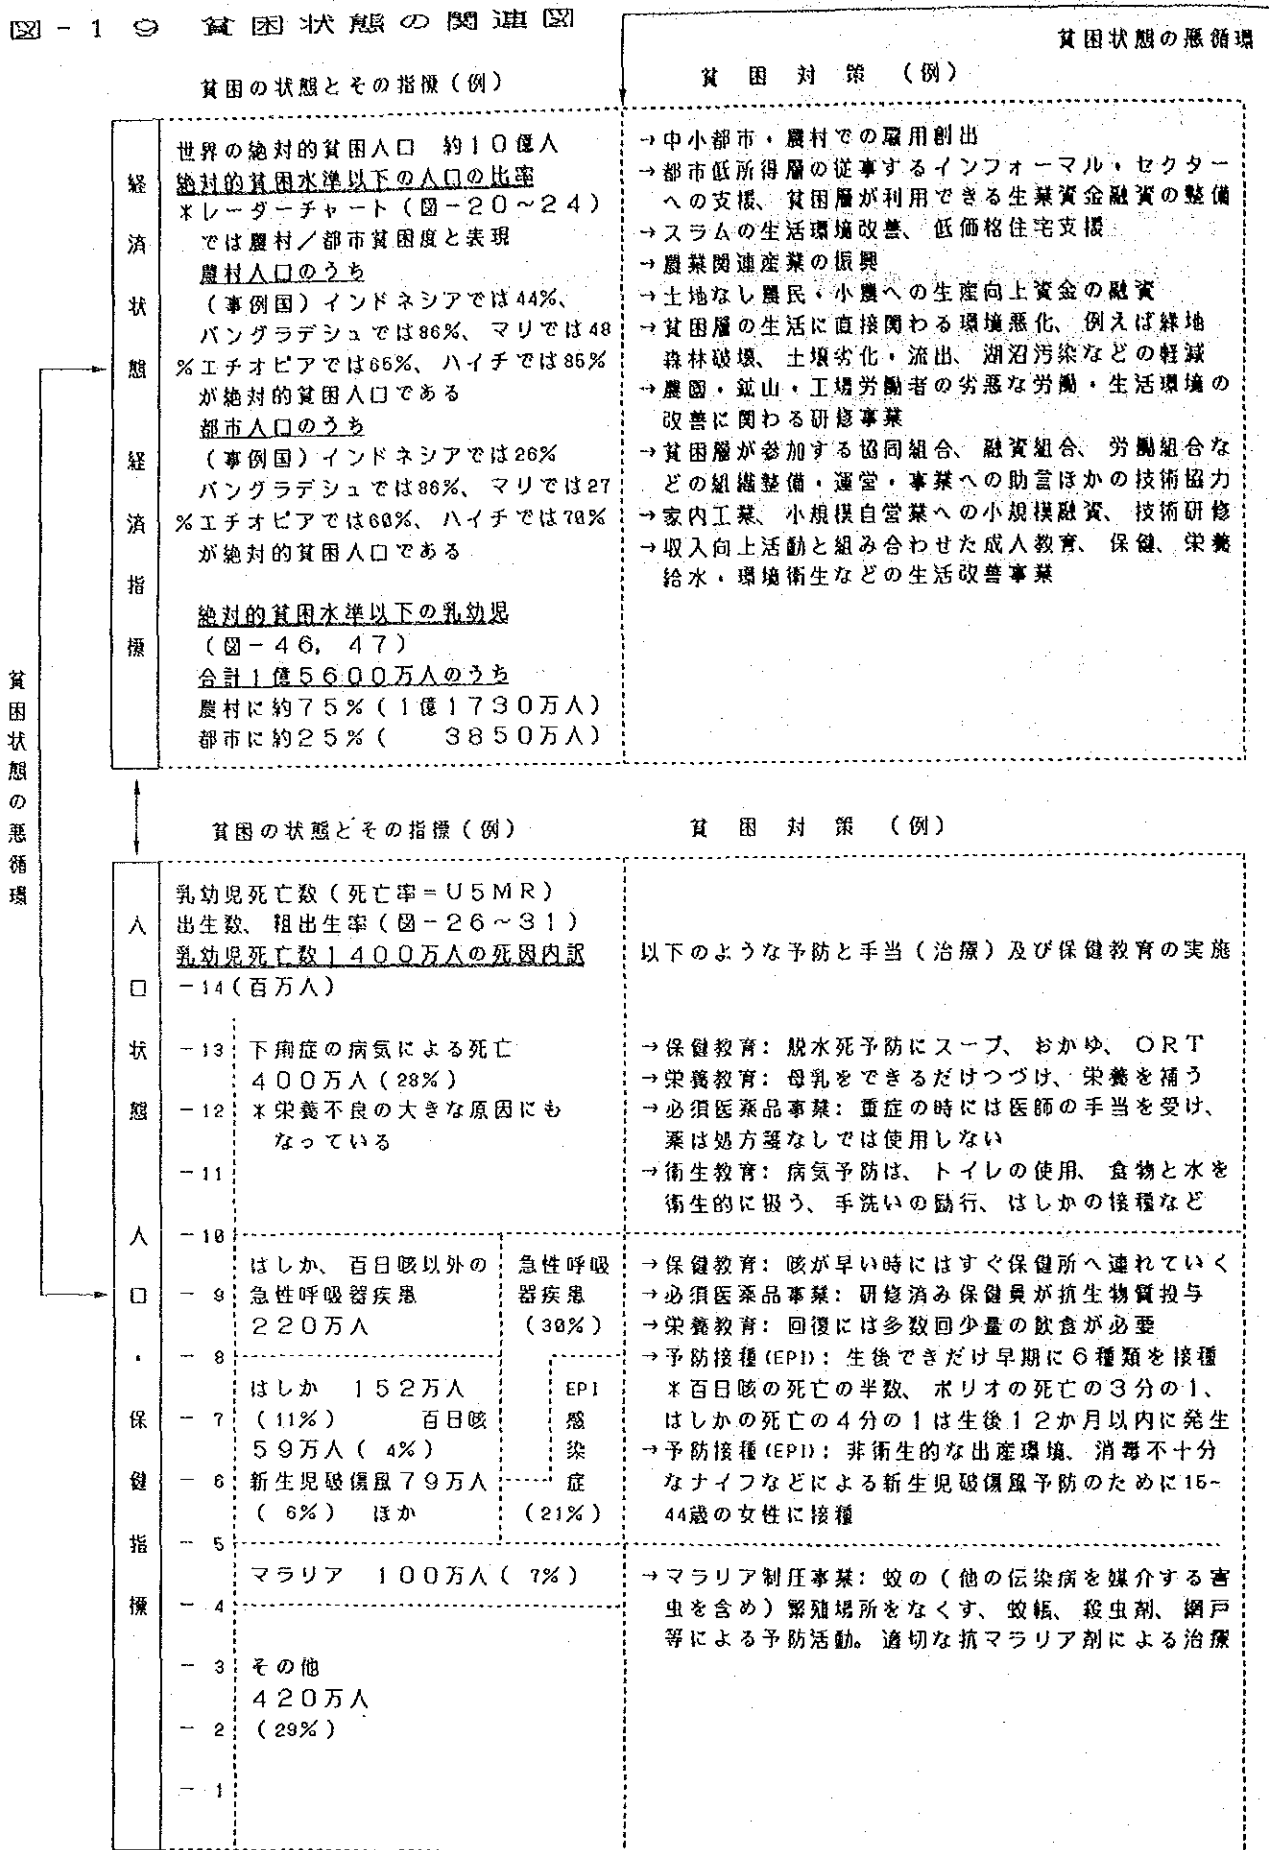 図-19 貧困状態の関連図
貧困状態の悪循環
貧困の状態とその指標(例)
貧困対策(例)
経済状態 経済指標
世界の絶対的貧困人口 約10億人
絶対的貧困水準以下の人口の比率
*レーダーチャート(図-20~24)
では農村/都市貧困度と表現
農村人口のうち
(事例国)インドネシアでは44%、
バングラデシュでは86%、マリでは48
%エチオピアでは65%、ハイチでは85%
が絶対的貧困人口である
都市人口のうち
(事例国)インドネシアでは26%
バングラデシュでは86%、マリでは27
%エチオピアでは60%、ハイチでは70%
が絶対的貧困人口である
絶対的貧困水準以下の乳幼児
(図-46, 47)
合計1億5600万人のうち
農村に約75%(1億1730万人)
都市に約25%( 3850万人)
→中小都市・農村での雇用創出
→都市低所得層の従事するインフォーマル・セクター
への支援、貧困層が利用できる生業資金融資の整備
→スラムの生活環境改善、低価格住宅支援
→農業関連産業の振興
→土地なし農民・小農への生産向上資金の融資
→貧困層の生活に直接関わる環境悪化、例えば緑地
森林破壊、土壌劣化・流出、湖沼汚染などの軽減
→農園・鉱山・工場労働者の劣悪な労働・生活環境の
改善に関わる研修事業
→貧困層が参加する協同組合、融資組合、労働組合な
どの組織整備・運営・事業への助言ほかの技術協力
→家内工業、小規模自営業への小規模融資、技術研修
→収入向上活動と組み合わせた成人教育、保健、栄養
給水・環境衛生などの生活改善事業
貧困状態の悪循環
貧困の状態とその指標(例)
貧困対策(例)
人口状態 人口・保健指標
乳幼児死亡数(死亡率=U5MR)
出生数、粗出生率(図-26~31)
乳幼児死亡数1400万人の死因内訳
-14(百万人)
-13 下痢症の病気による死亡
400万人(28%)
-12 *栄養不良の大きな原因にも
なっている
-11
-10
はしか、百日咳以外の
-9 急性呼吸器疾患
220万人
急性呼吸
器疾患
(30%)
-8
はしか 152万人
-7 (11%) 百日咳
59万人( 4%)
-6 新生児破傷風79万人
( 6%) ほか
EPI
感
染
症
(21%)
-5
マラリア 100万人( 7%)
-4
-3 その他
420万人
-2 (29%)
-1
以下のような予防と手当(治療)及び保健教育の実施
→保健教育:脱水死予防にスープ、おかゆ、ORT
→栄養教育:母乳をできるだけつづけ、栄養を補う
→必須医薬品事業:重症の時には医師の手当を受け、
薬は処方箋なしでは使用しない
→衛生教育:病気予防は、トイレの使用、食物と水を
衛生的に扱う、手洗いの励行、はしかの接種など
→保健教育:咳が早い時にはすぐ保健所へ連れていく
→必須医薬品事業:研修済み保健員が抗生物質投与
→栄養教育:回復には多数回少量の飲食が必要
→予防接種(EPI):生後できだけ早期に6種類を接種
*百日咳の死亡の半数、ポリオの死亡の3分の1、
はしかの死亡の4分の1は生後12か月以内に発生
→予防接種(EPI):非衛生的な出産環境、消毒不十分
なナイフなどによる新生児破傷風予防のために15~
44歳の女性に接種
→マラリア制圧事業:蚊の(他の伝染病を媒介する害
虫を含め)繁殖場所をなくす、蚊帳、殺虫剤、網戸
等による予防活動。適切な抗マラリア剤による治療